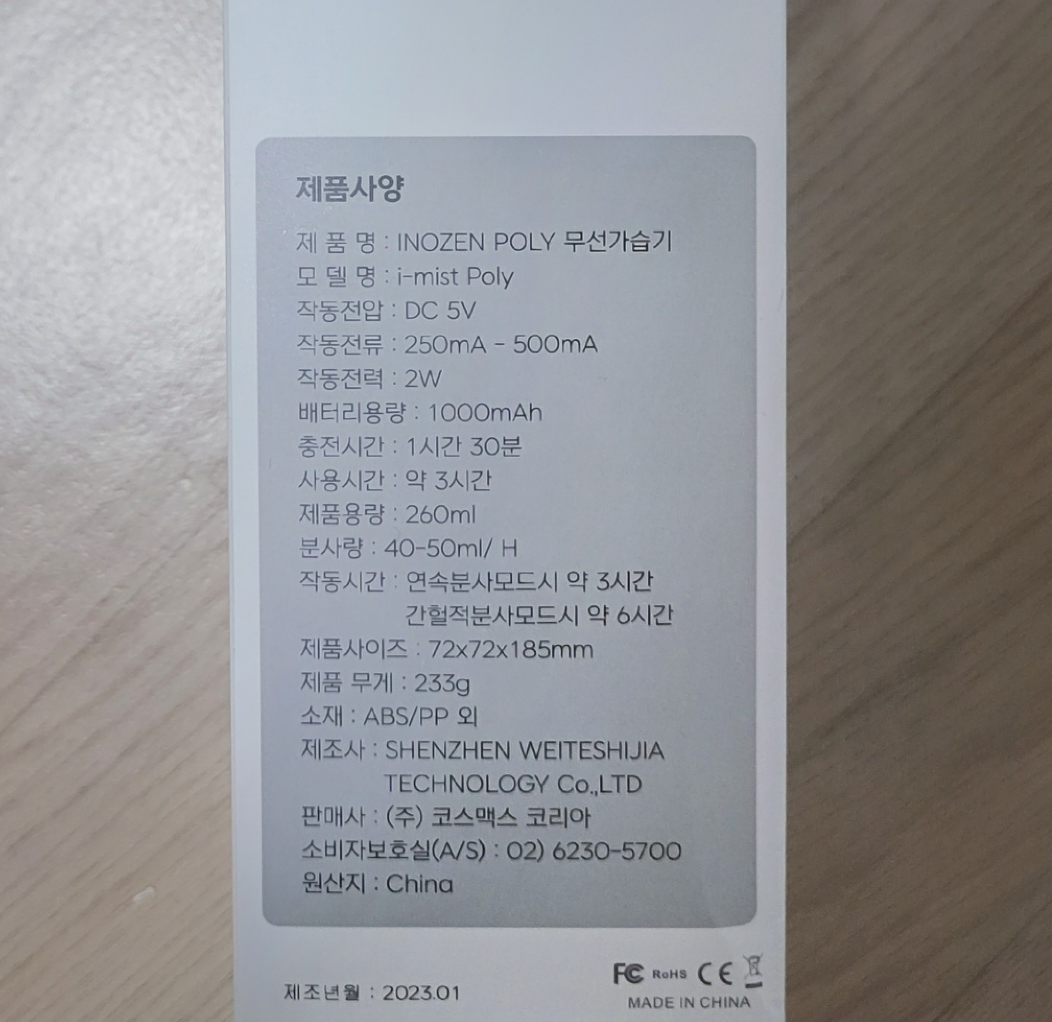 제품사양
제 품 명 : INOZEN POLY 무선가습기
모 델 명 : i-mist Poly
작동전압 : DC 5V
작동전류 : 250mA - 500mA
작동전력 : 2W
배터리용량 : 1000mAh
충전시간 : 1시간 30분
사용시간 : 약 3시간
제품용량 : 260ml
분사량 : 40-50ml/ H
작동시간 : 연속분사모드시 약 3시간
간헐적분사모드시 약 6시간
제품사이즈 : 72x72x185mm
제품 무게 : 233g
소재 : ABS/PP 외
제조사 : SHENZHEN WEITESHIJIA
TECHNOLOGY Co.,LTD
판매사 : (주) 코스맥스 코리아
소비자보호실(A/S) : 02) 6230-5700
원산지 : China
제조년월 : 2023.01
FC RoHS CE
MADE IN CHINA